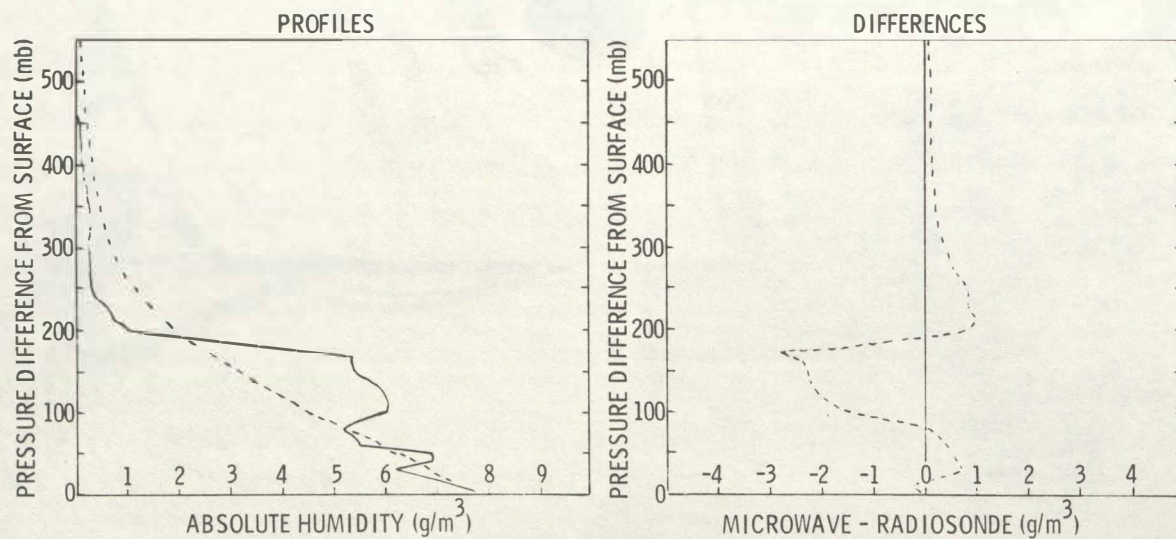 PROFILES
PRESSURE DIFFERENCE FROM SURFACE (mb)
500
400
300
200
100
0
1 2 3 4 5 6 7 8 9
ABSOLUTE HUMIDITY (g/m³)
DIFFERENCES
PRESSURE DIFFERENCE FROM SURFACE (mb)
500
400
300
200
100
0
-4 -3 -2 -1 0 1 2 3 4
MICROWAVE - RADIOSONDE (g/m³)